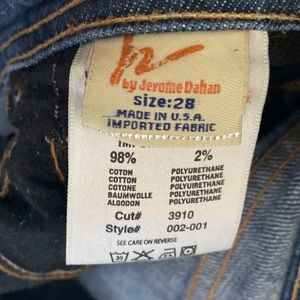 by Jerome Dahan
size:28
MADE IN U.S.A.
IMPORTED FABRIC
98% 2%
COTON POLYURETHANE
COTTON POLYURETHANE
COTONE POLYURETHANE
BAUMWOLLE POLYURETHANE
ALGODON POLYURETHANE
Cut# 3910
Style# 002-001
SEE CARE ON REVERSE
30